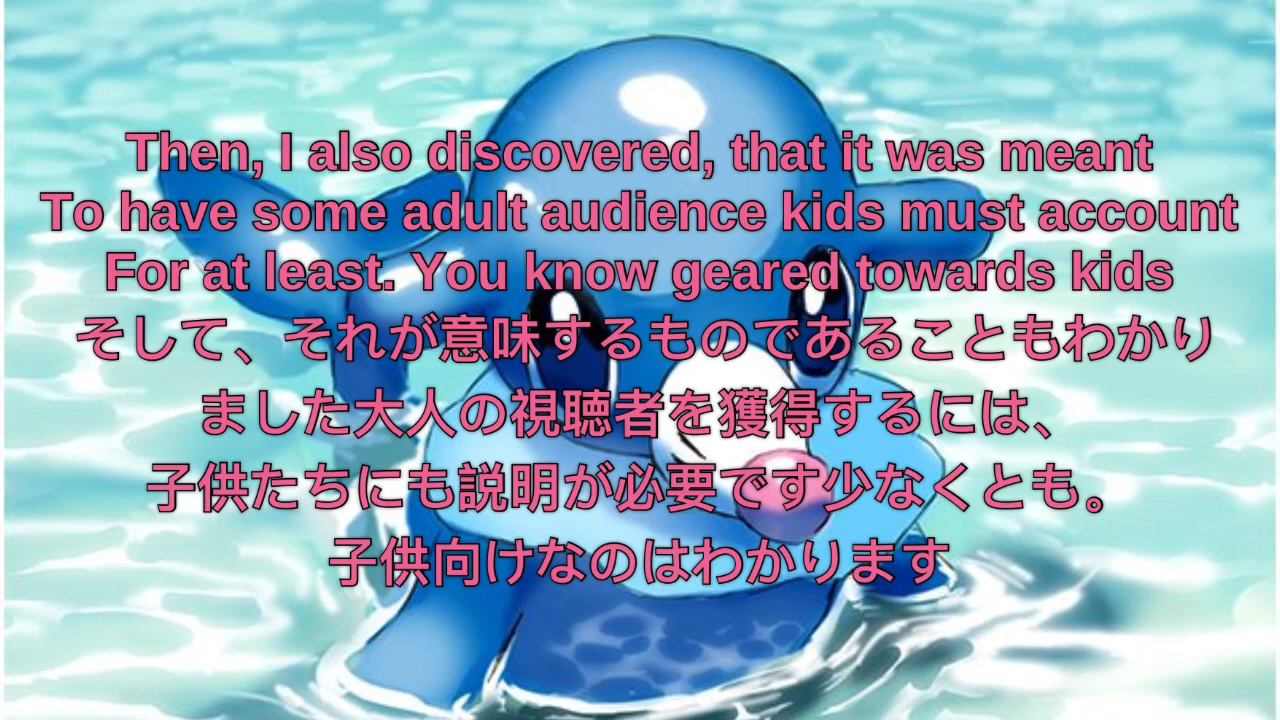 Then, I also discovered, that it was meant
To have some adult audience kids must account
For at least. You know geared towards kids
そして、それが意味するものであることもわかり
ました大人の視聴者を獲得するには、
子供たちにも説明が必要です少なくとも。
子供向けなのはわかります